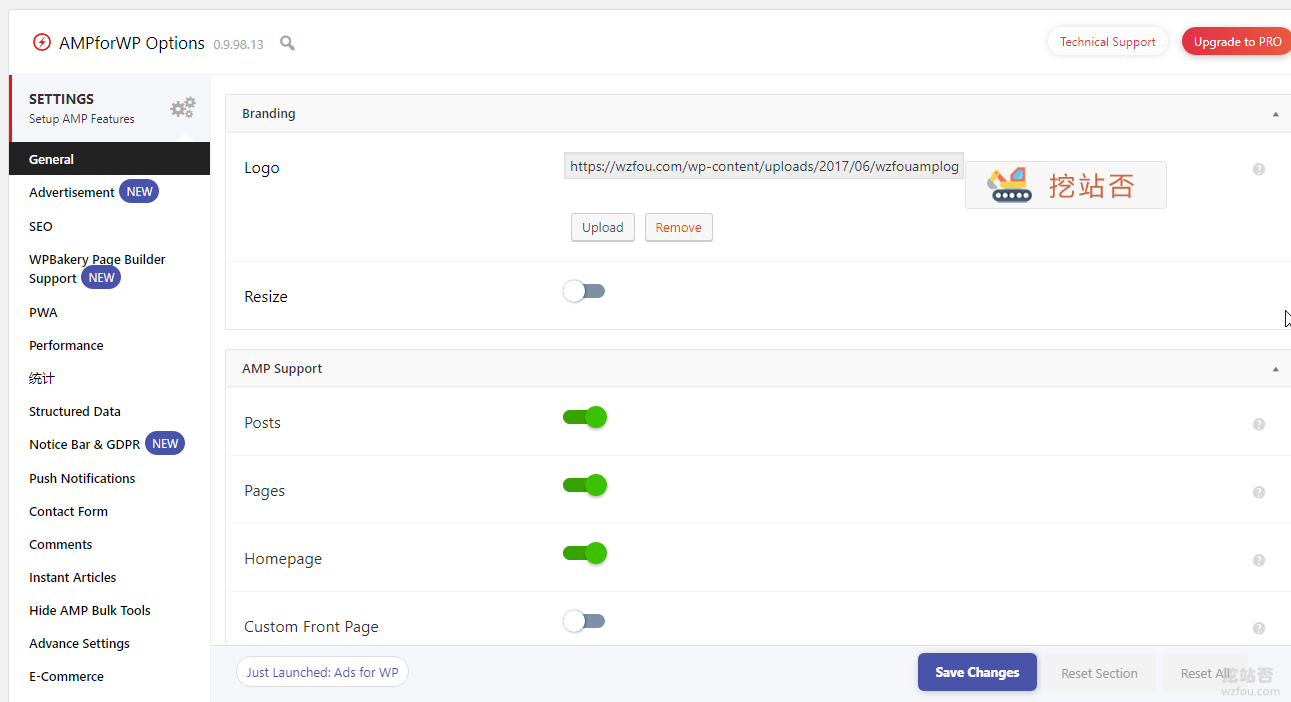 AMPforWP Options 0.9.98.13
Technical Support
Upgrade to PRO
SETTINGS
Setup AMP Features
General
Advertisement NEW
SEO
WPBakery Page Builder
Support NEW
PWA
Performance
统计
Structured Data
Notice Bar & GDPR NEW
Push Notifications
Contact Form
Comments
Instant Articles
Hide AMP Bulk Tools
Advance Settings
E-Commerce
Branding
Logo
https://wzfou.com/wp-content/uploads/2017/06/wzfouamplog
挖站否
Upload
Remove
Resize
AMP Support
Posts
Pages
Homepage
Custom Front Page
Just Launched: Ads for WP
Save Changes
Reset Section
Reset All
挖站否
wzfou.com